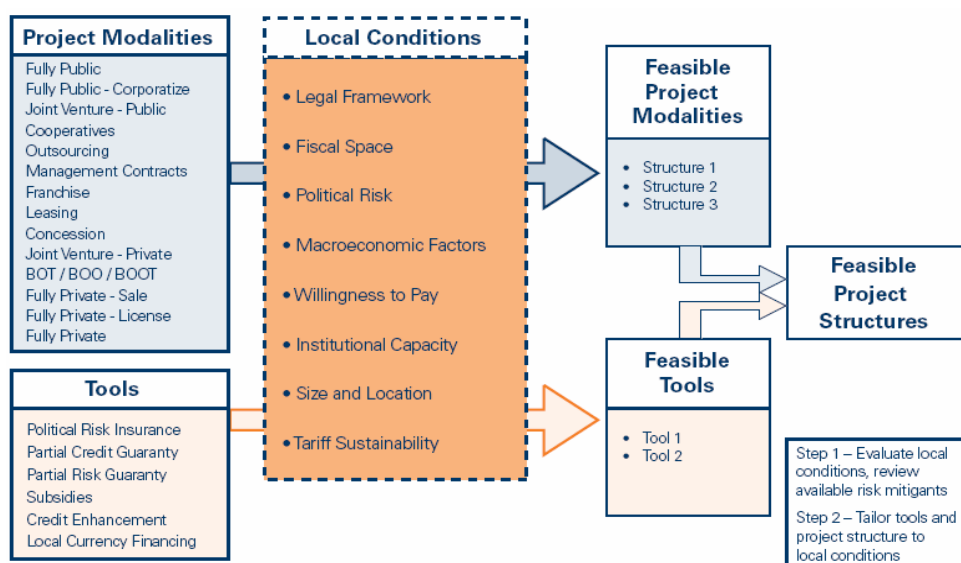 Project Modalities
Fully Public
Fully Public - Corporatize
Joint Venture - Public
Cooperatives
Outsourcing
Management Contracts
Franchise
Leasing
Concession
Joint Venture - Private
BOT / BOO / BOOT
Fully Private - Sale
Fully Private - License
Fully Private
Tools
Political Risk Insurance
Partial Credit Guaranty
Partial Risk Guaranty
Subsidies
Credit Enhancement
Local Currency Financing
Local Conditions
• Legal Framework
• Fiscal Space
• Political Risk
• Macroeconomic Factors
• Willingness to Pay
• Institutional Capacity
• Size and Location
• Tariff Sustainability
Feasible
Project
Modalities
• Structure 1
• Structure 2
• Structure 3
Feasible
Tools
• Tool 1
• Tool 2
Feasible
Project
Structures
Step 1 – Evaluate local
conditions, review
available risk mitigants
Step 2 – Tailor tools and
project structure to
local conditions